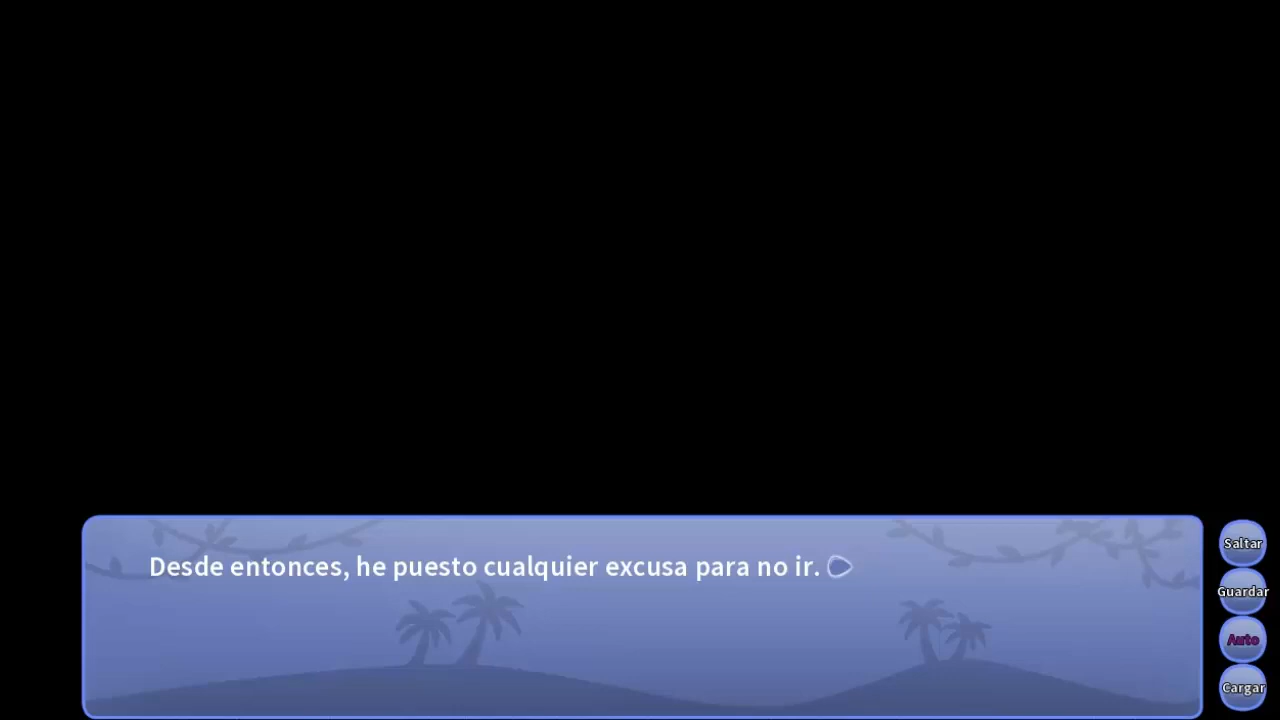 Desde entonces, he puesto cualquier excusa para no ir.
Saltar
Guardar
Auto
Cargar